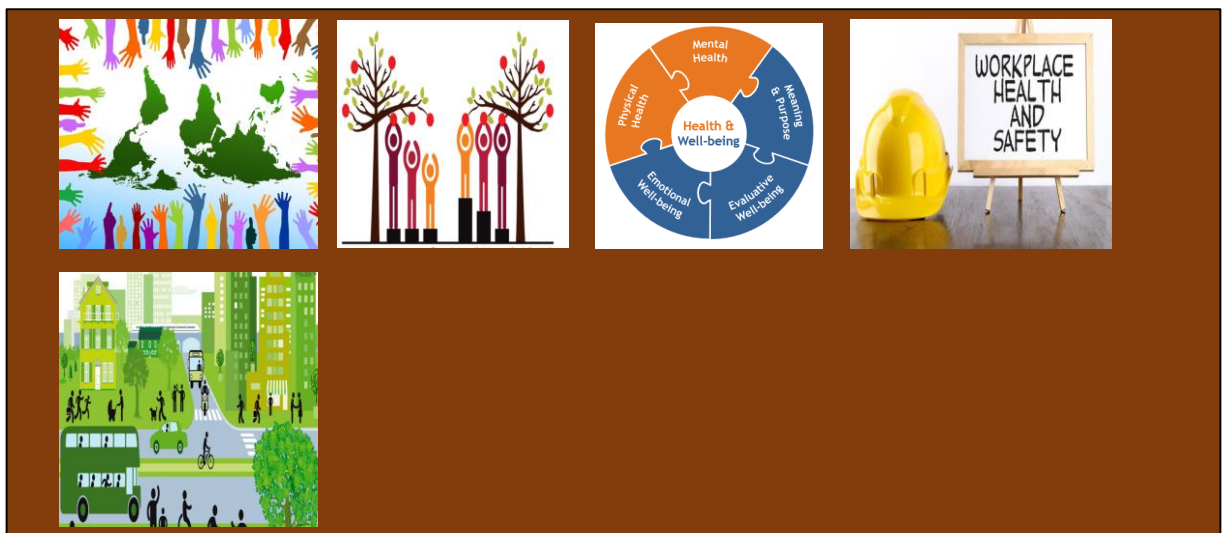 Mental
Health
Physical
Health
Meaning
& Purpose
Health &
Well-being
Emotional
Well-being
Evaluative
Well-being
WORKPLACE
HEALTH
AND
SAFETY